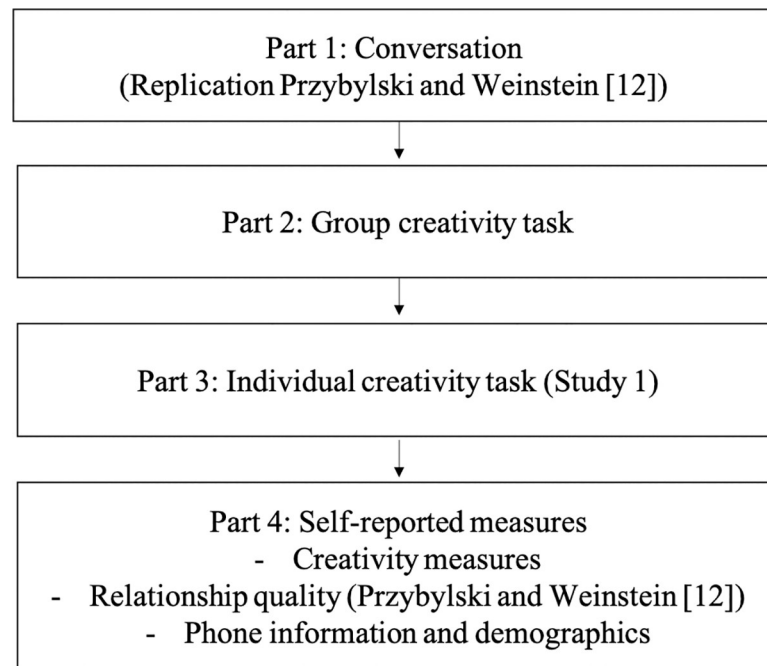 Part 1: Conversation
(Replication Przybylski and Weinstein [12])
Part 2: Group creativity task
Part 3: Individual creativity task (Study 1)
Part 4: Self-reported measures
- Creativity measures
- Relationship quality (Przybylski and Weinstein [12])
- Phone information and demographics